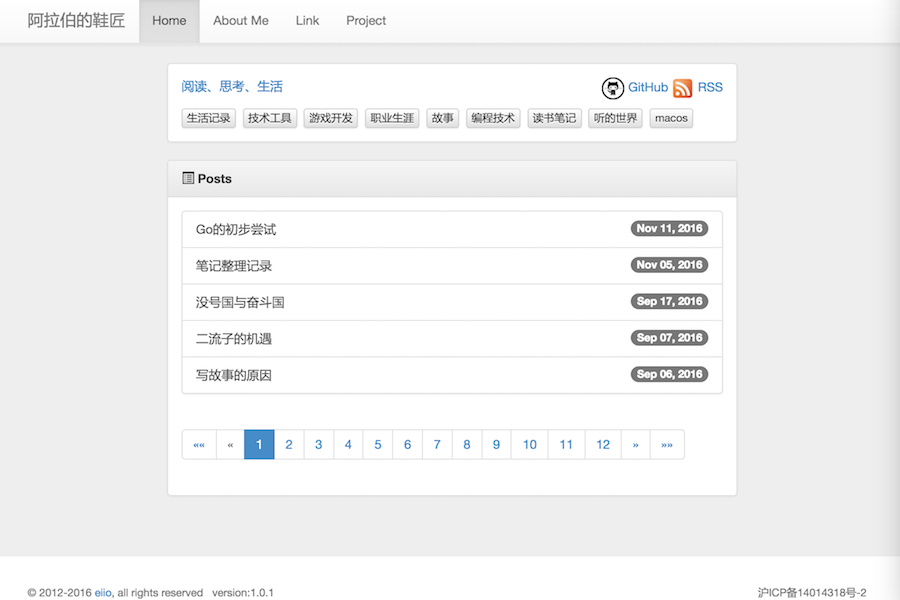 阿拉伯的鞋匠 Home About Me Link Project
阅读、思考、生活 GitHub RSS
生活记录 技术工具 游戏开发 职业生涯 故事 编程技术 读书笔记 听的世界 macos
Posts
Go的初步尝试 Nov 11, 2016
笔记整理记录 Nov 05, 2016
没号国与奋斗国 Sep 17, 2016
二流子的机遇 Sep 07, 2016
写故事的原因 Sep 06, 2016
«« « 1 2 3 4 5 6 7 8 9 10 11 12 » »»
© 2012-2016 eiio, all rights reserved version:1.0.1 沪ICP备14014318号-2